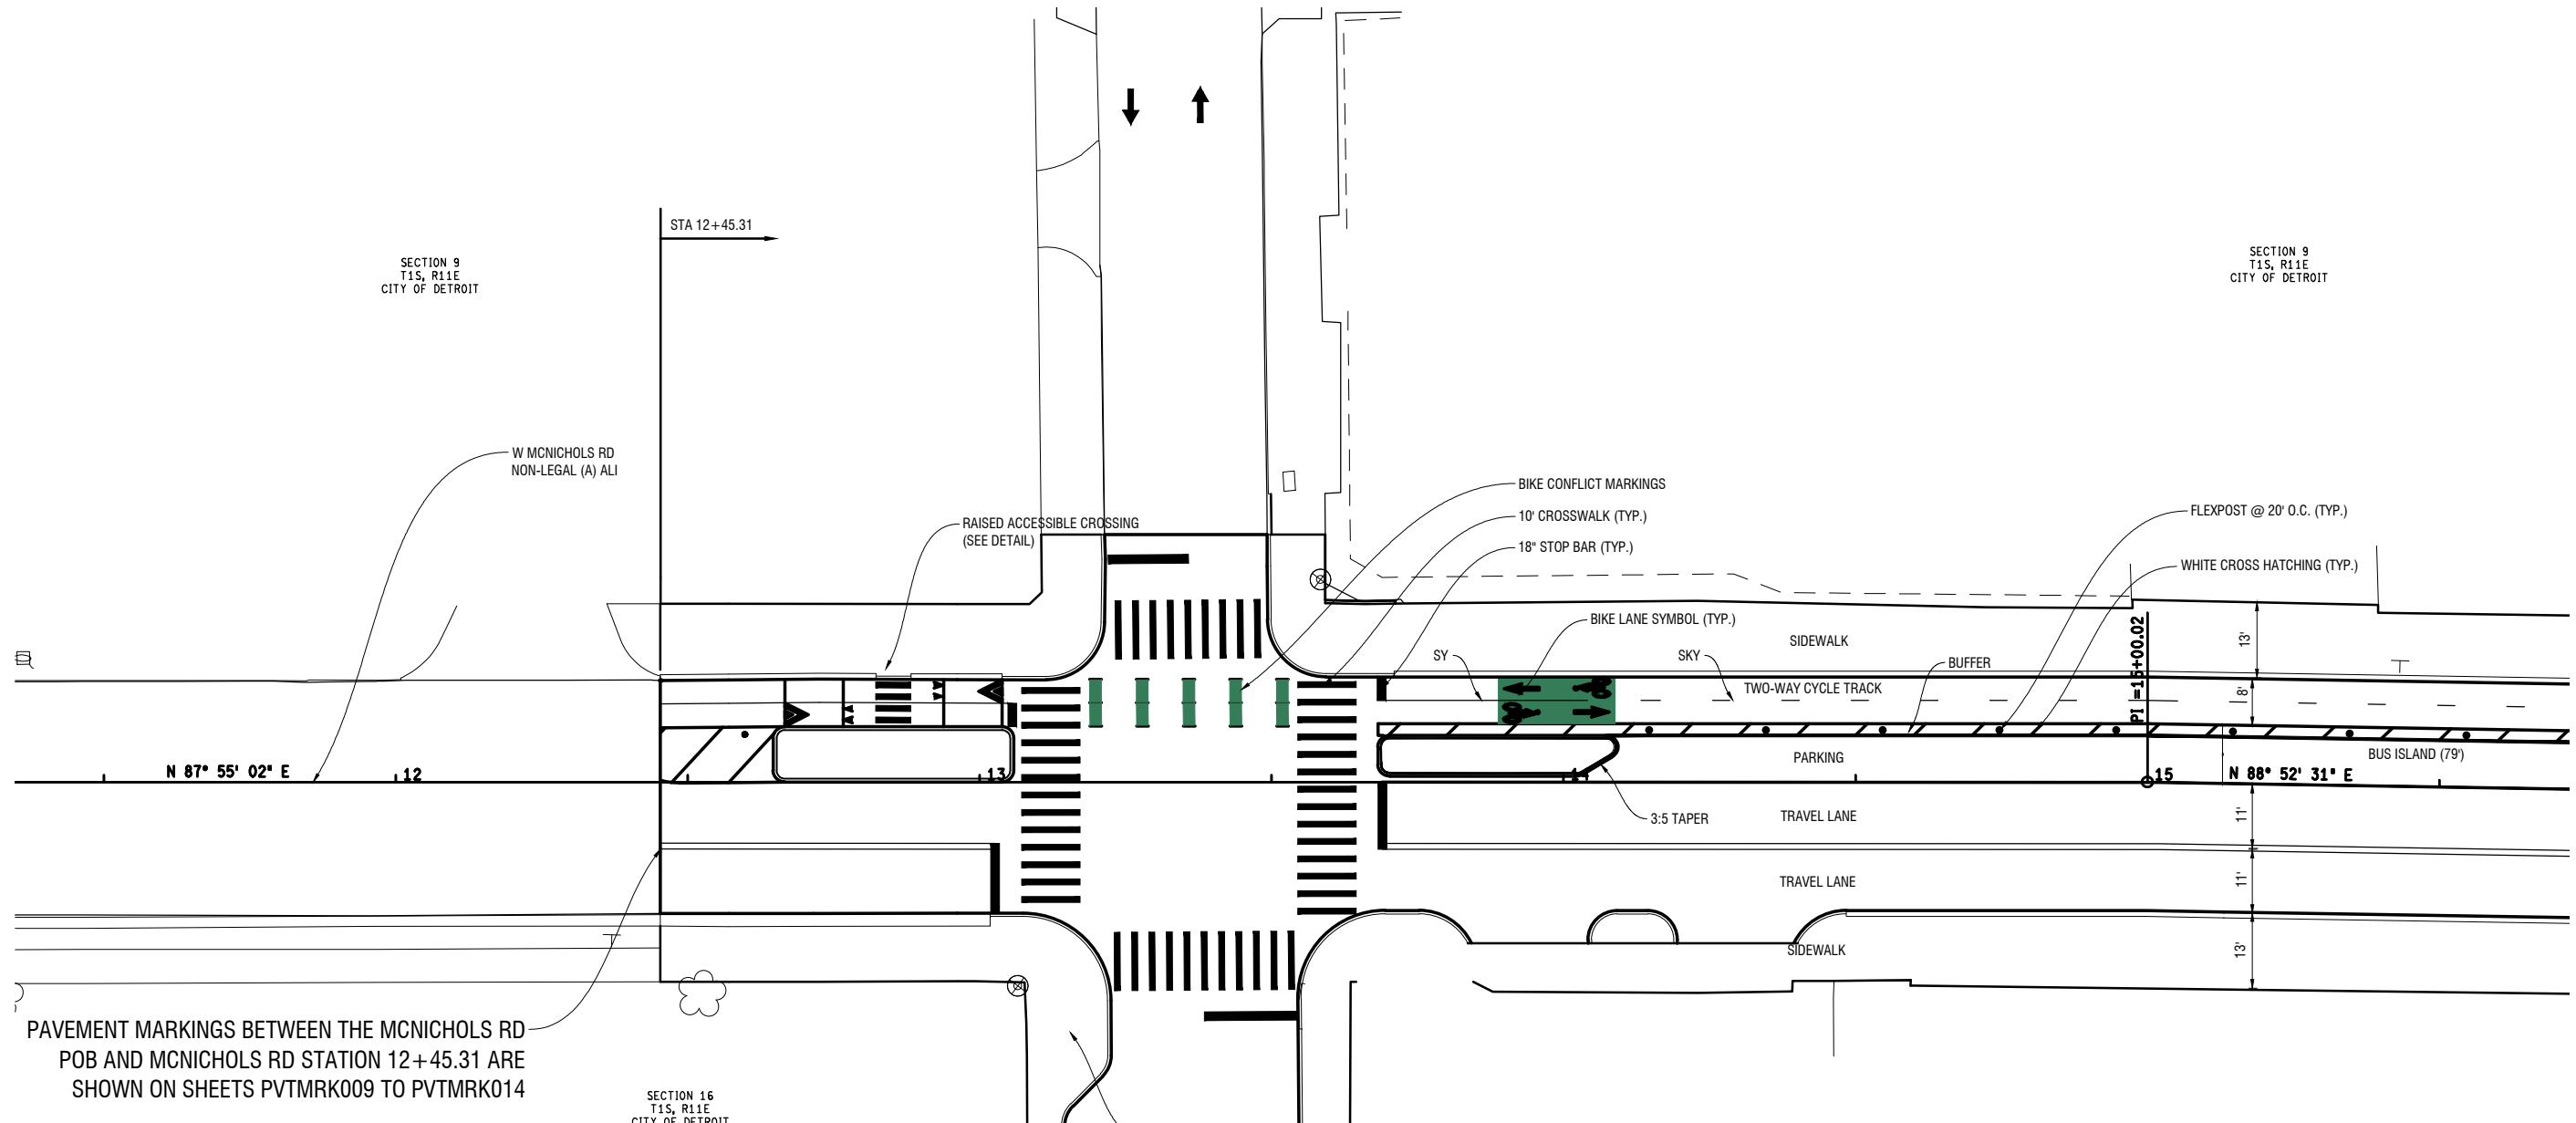 STA 12+45.31
SECTION 9
T1S, R11E
CITY OF DETROIT
SECTION 9
T1S, R11E
CITY OF DETROIT
W MCNICHOLS RD
NON-LEGAL (A) ALI
RAISED ACCESSIBLE CROSSING
(SEE DETAIL)
BIKE CONFLICT MARKINGS
10' CROSSWALK (TYP.)
18" STOP BAR (TYP.)
FLEXPOST @ 20' O.C. (TYP.)
WHITE CROSS HATCHING (TYP.)
BIKE LANE SYMBOL (TYP.)
SIDEWALK
SY
SKY
BUFFER
TWO-WAY CYCLE TRACK
PI=15+00.02
13'
8'
N 87° 55' 02" E
12
13
14
PARKING
15
BUS ISLAND (79')
N 88° 52' 31" E
3:5 TAPER
TRAVEL LANE
11'
TRAVEL LANE
11'
SIDEWALK
13'
PAVEMENT MARKINGS BETWEEN THE MCNICHOLS RD
POB AND MCNICHOLS RD STATION 12+45.31 ARE
SHOWN ON SHEETS PVTMRK009 TO PVTMRK014
SECTION 16
T1S, R11E
CITY OF DETROIT